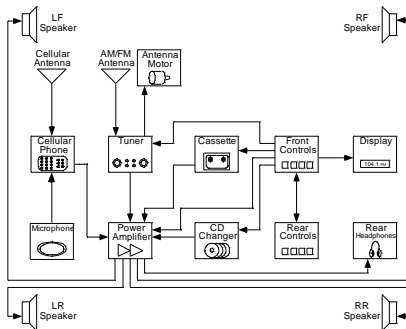 LF
Speaker
RF
Speaker
Cellular
Antenna
AM/FM
Antenna
Antenna
Motor
Cellular
Phone
Tuner
Cassette
Front
Controls
Display
104.1 FM
Microphone
Power
Amplifier
CD
Changer
Rear
Controls
Rear
Headphones
LR
Speaker
RR
Speaker